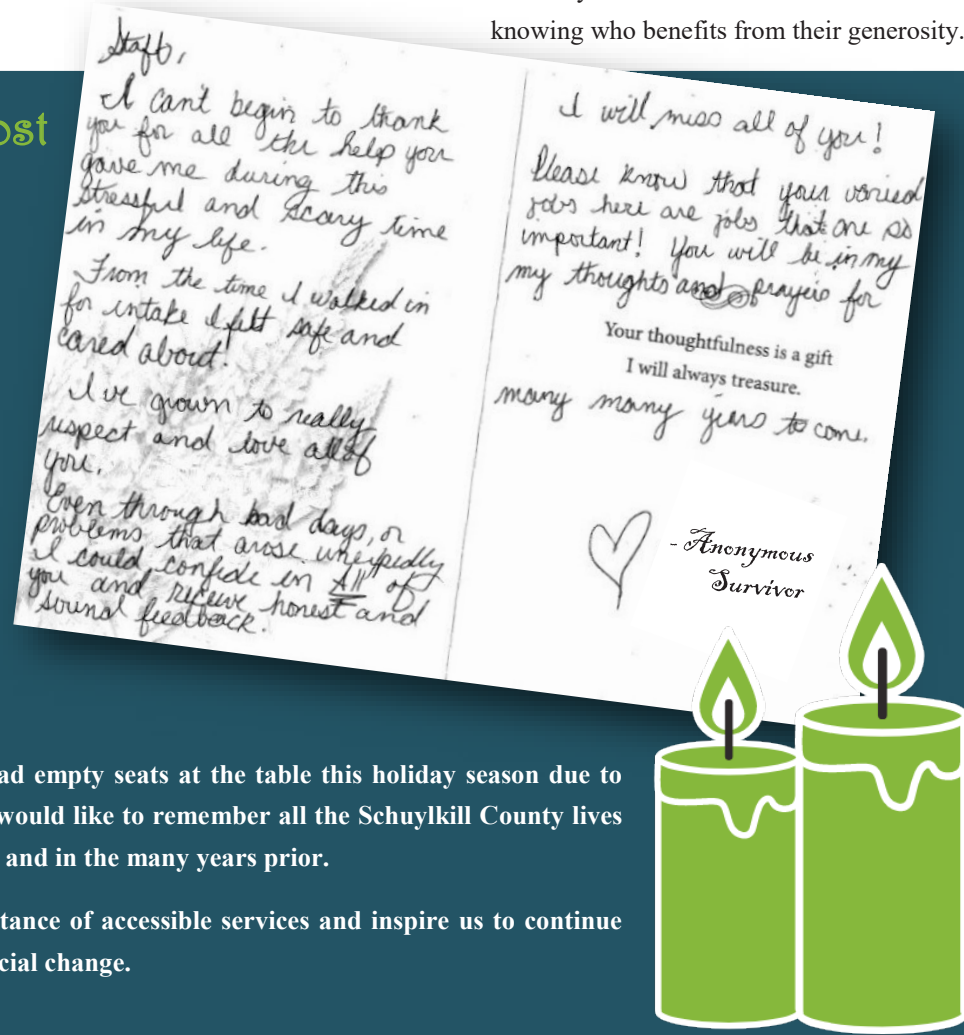 knowing who benefits from their generosity.
ost
Staff,
I can't begin to thank
you for all the help you
gave me during this
stressful and scary time
in my life.
From the time I walked in
for intake I felt safe and
cared about!
I've grown to really
respect and love all of
you.
Even through bad days, or
problems that arose unexpedly
I could confide in All of
you and receive honest and
sound feedback.
I will miss all of you!
Please know that your varied
jobs here are jobs that are so
important! You will be in my
my thoughts and prayers for
Your thoughtfulness is a gift
I will always treasure.
many many years to come.
- Anonymous
Survivor
ad empty seats at the table this holiday season due to
would like to remember all the Schuylkill County lives
and in the many years prior.
tance of accessible services and inspire us to continue
cial change.